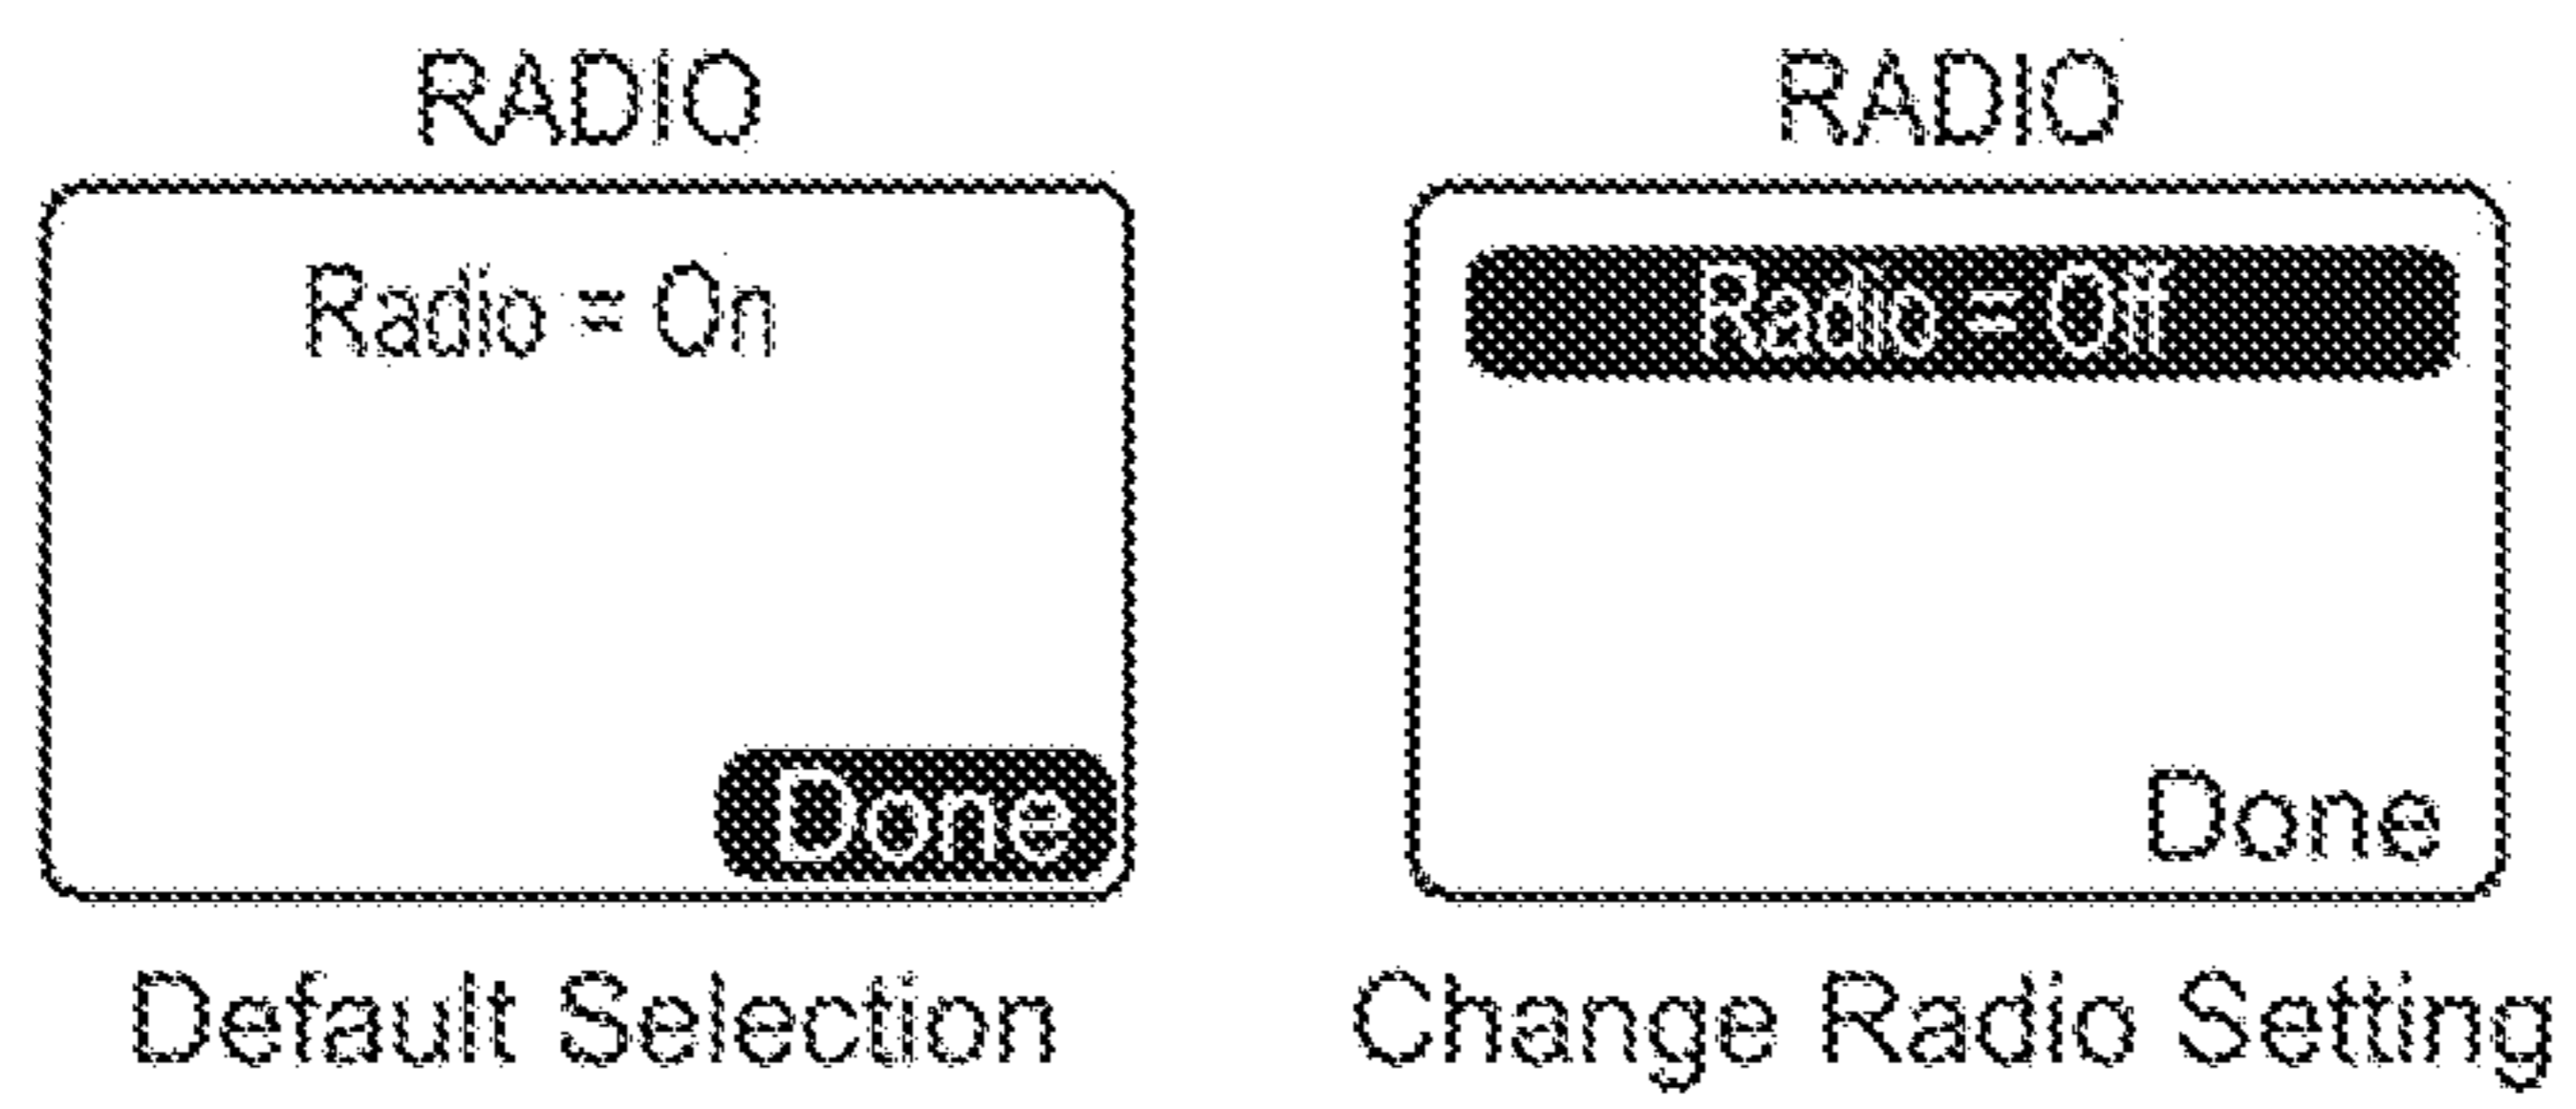 RADIO
Radio = On
Done
Default Selection
RADIO
Radio = Off
Done
Change Radio Setting